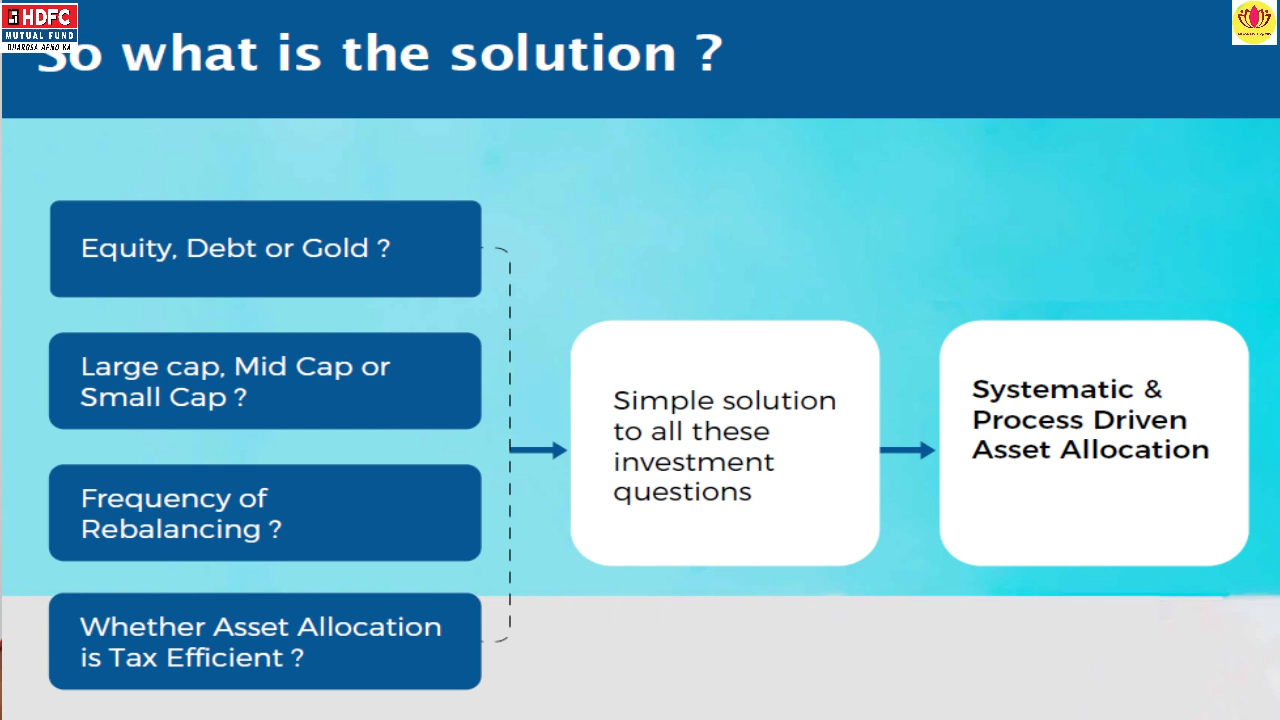 HDFC
MUTUAL FUND
BHAROSA APNO KA
So what is the solution ?
Equity, Debt or Gold ?
Large cap, Mid Cap or
Small Cap ?
Frequency of
Rebalancing ?
Whether Asset Allocation
is Tax Efficient ?
Simple solution
to all these
investment
questions
Systematic &
Process Driven
Asset Allocation